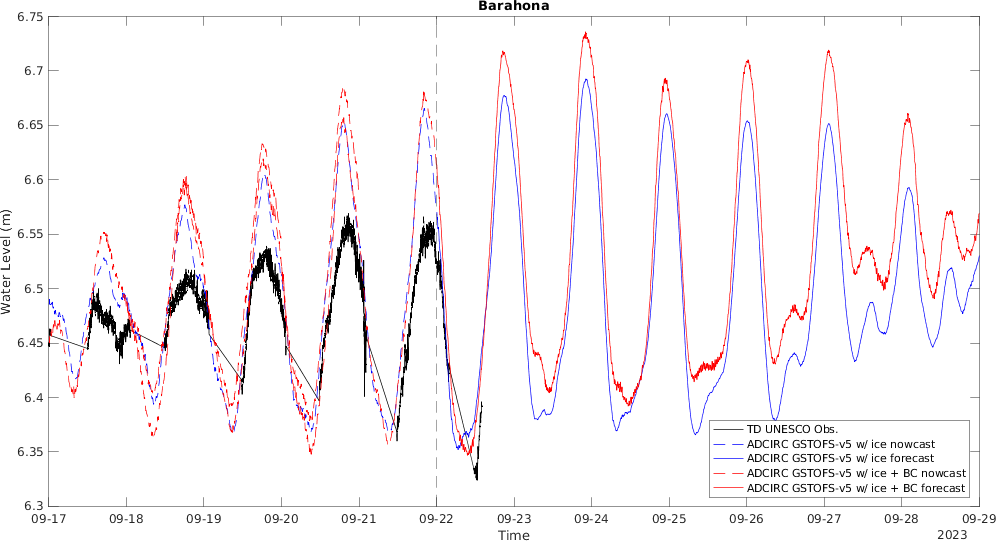 Barahona
6.75
6.7
6.65
6.6
6.55
6.5
6.45
6.4
6.35
6.3
Water Level (m)
TD UNESCO Obs.
ADCIRC GSTOFS-v5 w/ ice nowcast
ADCIRC GSTOFS-v5 w/ ice forecast
ADCIRC GSTOFS-v5 w/ ice + BC nowcast
ADCIRC GSTOFS-v5 w/ ice + BC forecast
09-17 09-18 09-19 09-20 09-21 09-22 09-23 09-24 09-25 09-26 09-27 09-28 09-29
Time
2023